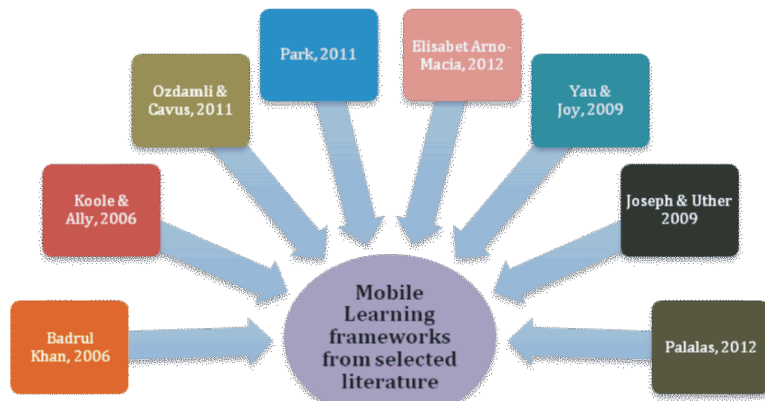 Park, 2011
Elisabet Arno-
Macia, 2012
Ozdamli &
Cavus, 2011
Yau &
Joy, 2009
Koole &
Ally, 2006
Joseph & Uther
2009
Badrul
Khan, 2006
Mobile
Learning
frameworks
from selected
literature
Palalas, 2012